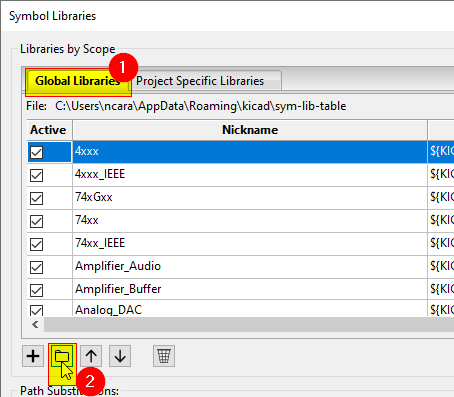 Symbol Libraries
Libraries by Scope
1
Global Libraries Project Specific Libraries
File: C:\Users\ncara\AppData\Roaming\kicad\sym-lib-table
Active Nickname
4xxx ${KIC
4xxx_IEEE ${KIC
74xGxx ${KIC
74xx ${KIC
74xx_IEEE ${KIC
Amplifier_Audio ${KIC
Amplifier_Buffer ${KIC
Analog_DAC ${KIC
2
Path Substitutions: